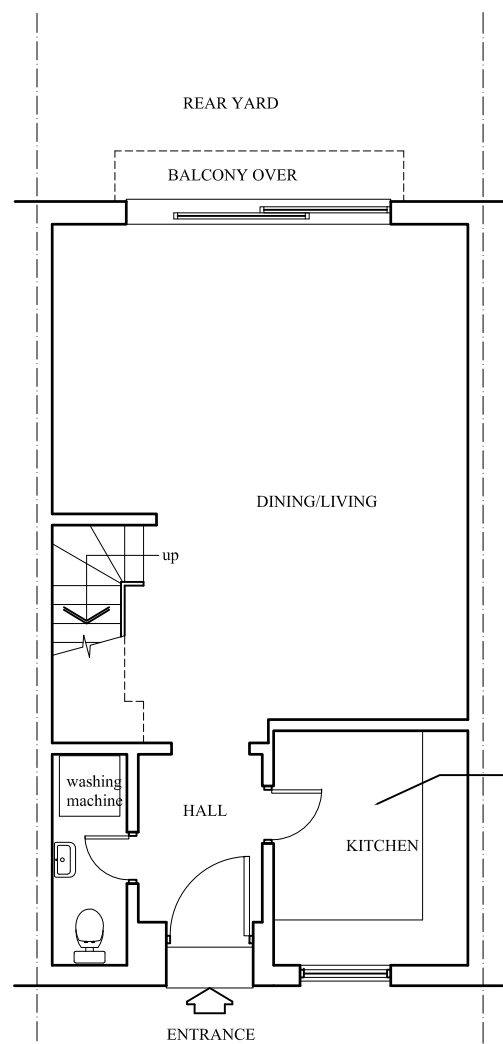 REAR YARD
BALCONY OVER
DINING/LIVING
up
washing
machine
HALL
KITCHEN
ENTRANCE